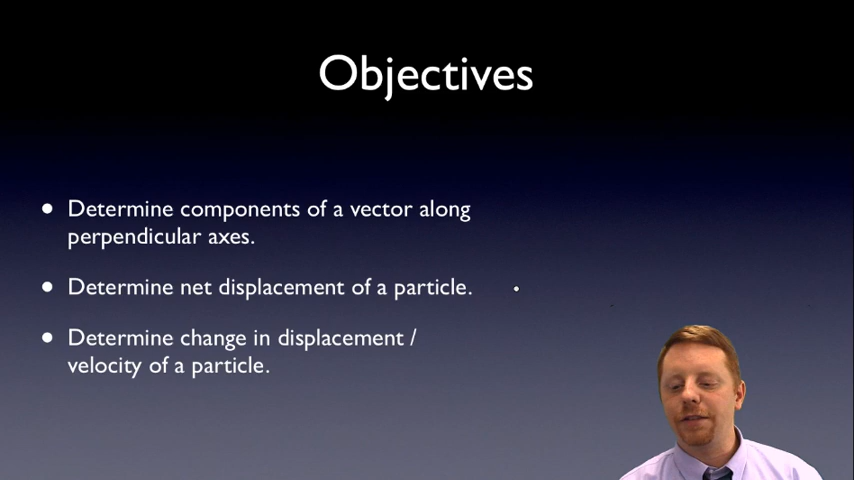 Objectives
• Determine components of a vector along
perpendicular axes.
• Determine net displacement of a particle.
• Determine change in displacement /
velocity of a particle.